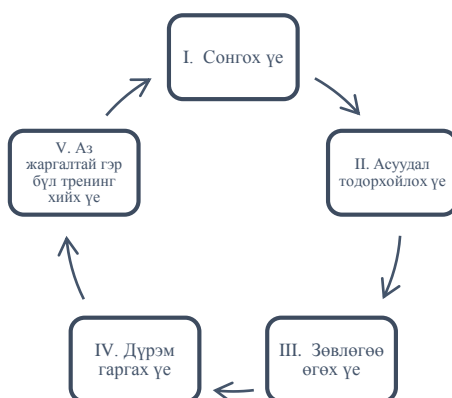 I. Сонгох үе
II. Асуудал
тодорхойлох үе
III. Зөвлөгөө
өгөх үе
IV. Дүрэм
гаргах үе
V. Аз
жаргалтай гэр
бүл тренинг
хийх үе